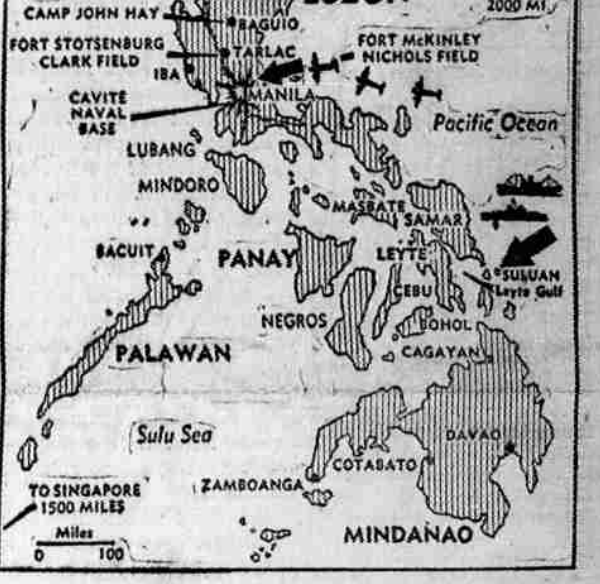 LUZON
2000 MI.
CAMP JOHN HAY
BAGUIO
FORT STOTSENBURG
CLARK FIELD
TARLAC
FORT McKINLEY
NICHOLS FIELD
IBA
MANILA
CAVITE
NAVAL
BASE
Pacific Ocean
LUBANG
MINDORO
MASBATE
SAMAR
BACUIT
PANAY
LEYTE
SULUAN
Leyte Gulf
CEBU
NEGROS
BOHOL
PALAWAN
CAGAYAN
Sulu Sea
DAVAO
COTABATO
ZAMBOANGA
TO SINGAPORE
1500 MILES
Miles
0 100
MINDANAO